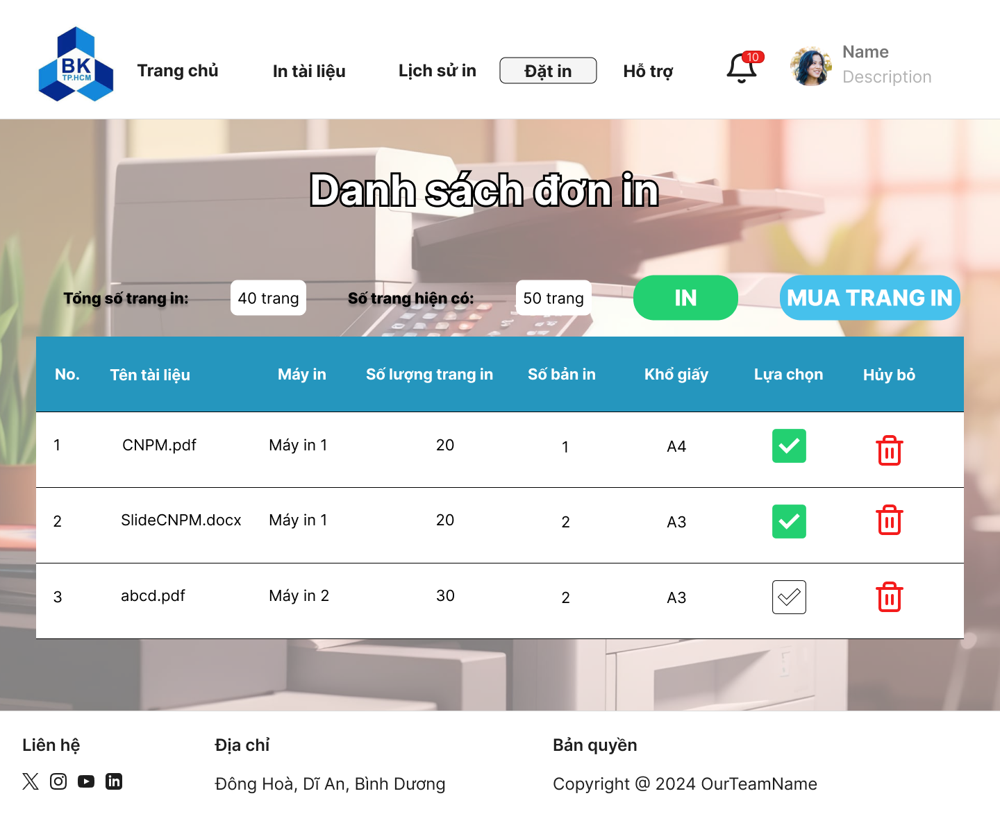 BK
TP.HCM
Trang chủ
In tài liệu
Lịch sử in
Đặt in
Hỗ trợ
10
Name
Description
Danh sách đơn in
Tổng số trang in:
40 trang
Số trang hiện có:
50 trang
IN
MUA TRANG IN
No. Tên tài liệu Máy in Số lượng trang in Số bản in Khổ giấy Lựa chọn Hủy bỏ
1 CNPM.pdf Máy in 1 20 1 A4
2 SlideCNPM.docx Máy in 1 20 2 A3
3 abcd.pdf Máy in 2 30 2 A3
Liên hệ
Địa chỉ
Bản quyền
Đông Hoà, Dĩ An, Bình Dương
Copyright @ 2024 OurTeamName